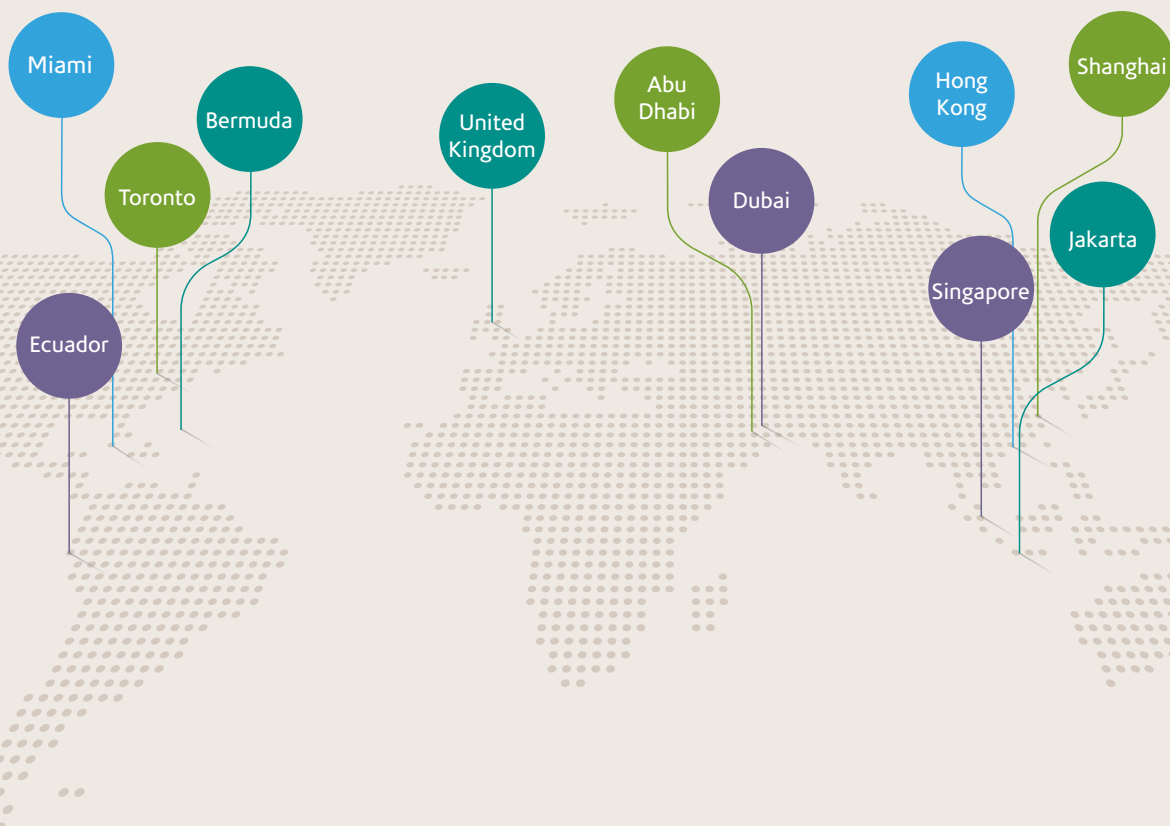 Miami
Bermuda
Toronto
Ecuador
United
Kingdom
Abu
Dhabi
Dubai
Hong
Kong
Shanghai
Singapore
Jakarta